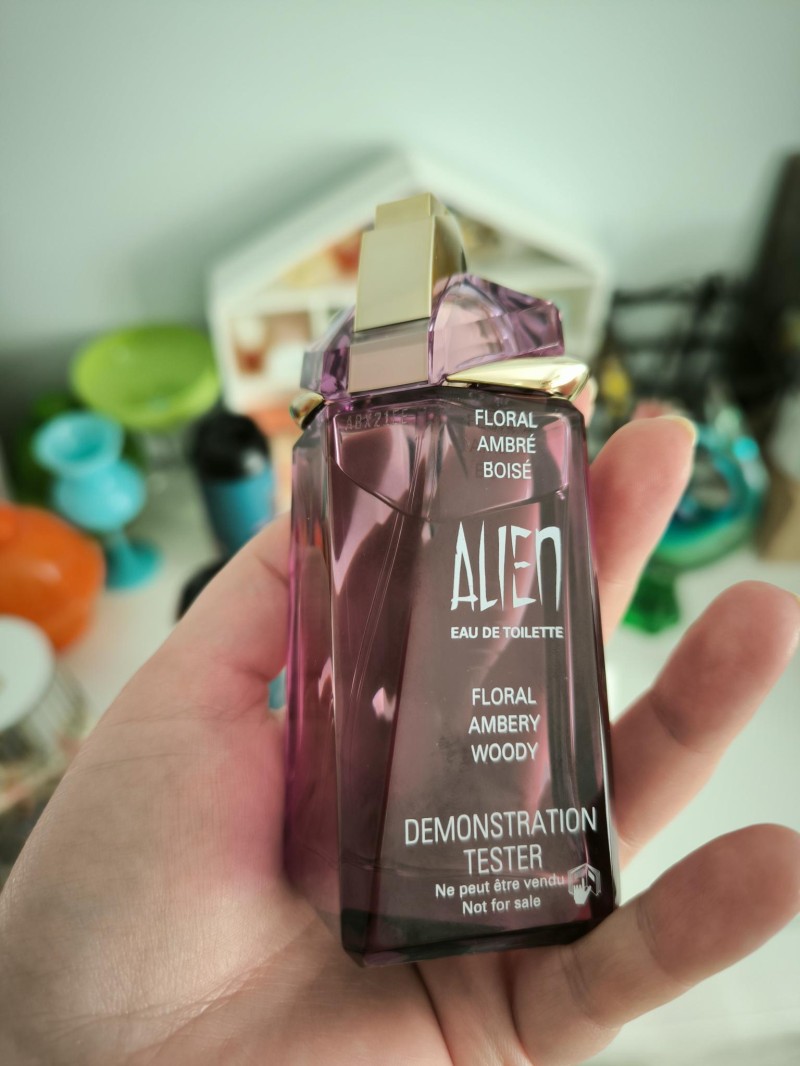 FLORAL
AMBRÉ
BOISÉ
ALIEN
EAU DE TOILETTE
FLORAL
AMBERY
WOODY
DEMONSTRATION
TESTER
Ne peut être vendu
Not for sale